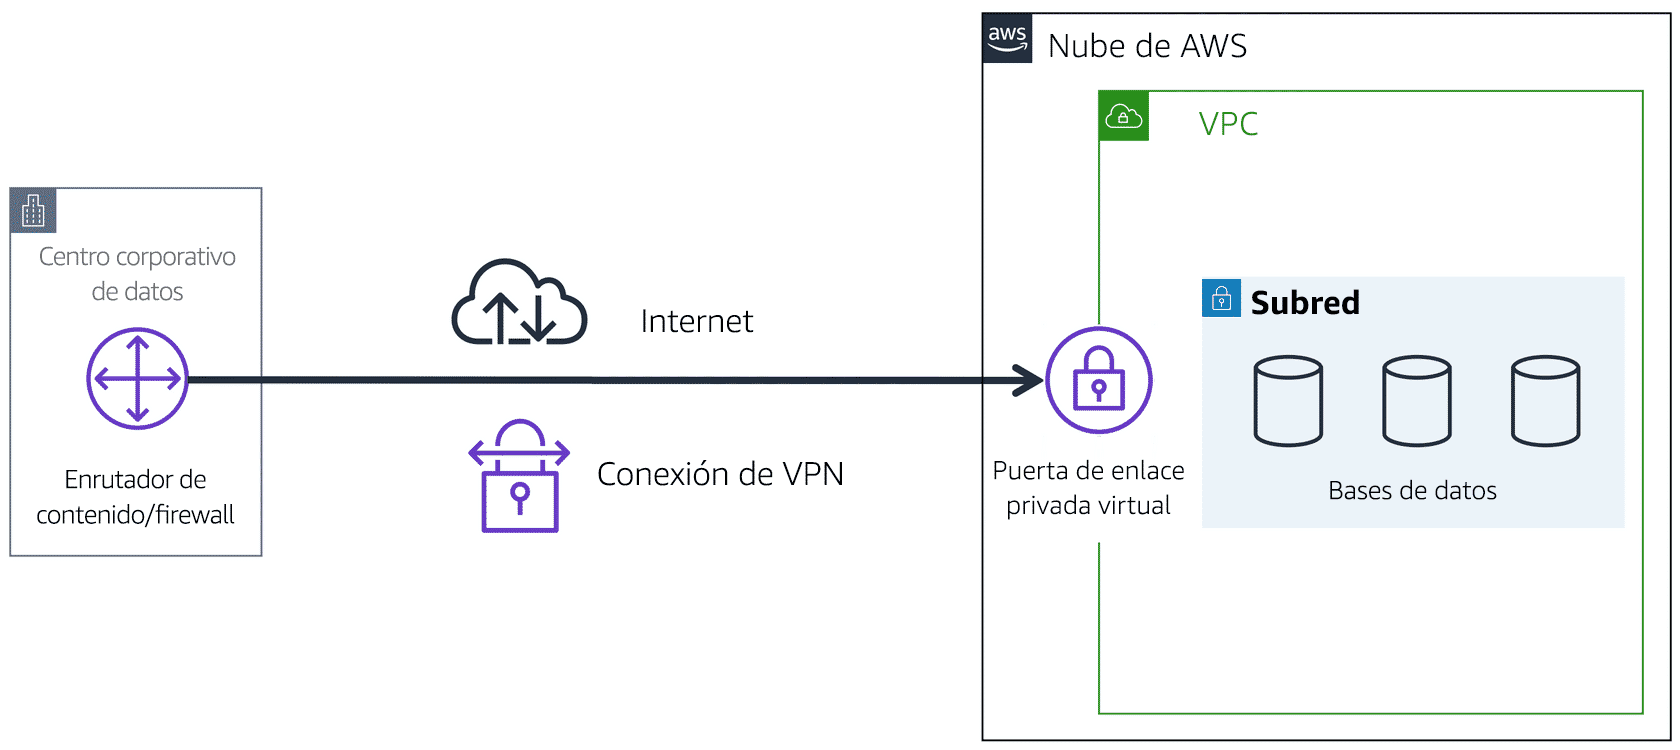 aws
Nube de AWS
VPC
Centro corporativo
de datos
Enrutador de
contenido/firewall
Internet
Conexión de VPN
Puerta de enlace
privada virtual
Subred
Bases de datos